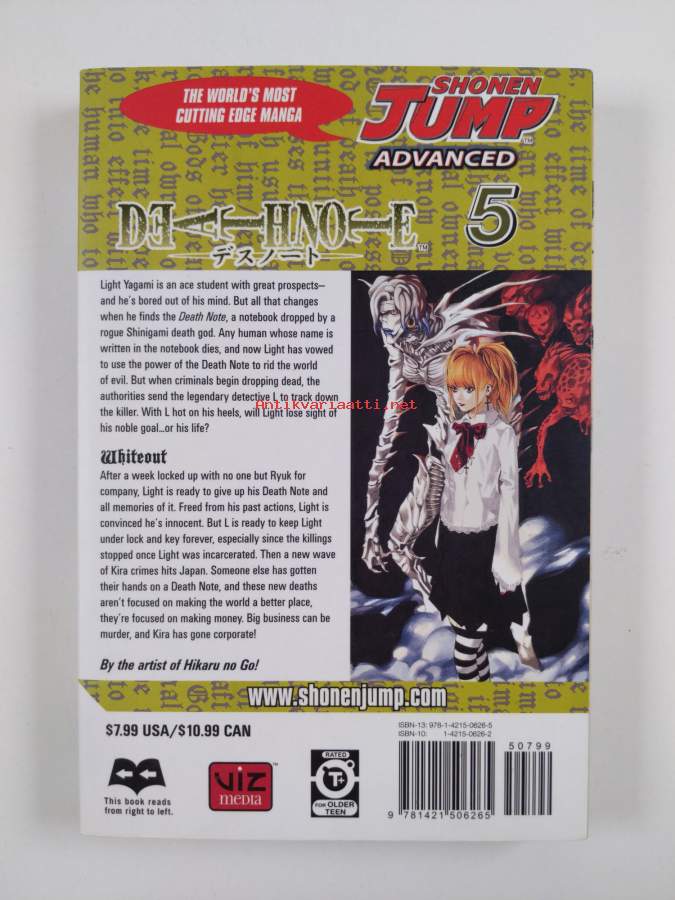 THE WORLD'S MOST
CUTTING EDGE MANGA
SHONEN
JUMP
ADVANCED
DEATH NOTE
デスノート
5
Light Yagami is an ace student with great prospects—
and he's bored out of his mind. But all that changes
when he finds the Death Note, a notebook dropped by a
rogue Shinigami death god. Any human whose name is
written in the notebook dies, and now Light has vowed
to use the power of the Death Note to rid the world
of evil. But when criminals begin dropping dead, the
authorities send the legendary detective L to track down
the killer. With L hot on his heels, will Light lose sight of
his noble goal...or his life?
Antikvariaatti.net
Whiteout
After a week locked up with no one but Ryuk for
company, Light is ready to give up his Death Note and
all memories of it. Freed from his past actions, Light is
convinced he's innocent. But L is ready to keep Light
under lock and key forever, especially since the killings
stopped once Light was incarcerated. Then a new wave
of Kira crimes hits Japan. Someone else has gotten
their hands on a Death Note, and these new deaths
aren't focused on making the world a better place,
they're focused on making money. Big business can be
murder, and Kira has gone corporate!
By the artist of Hikaru no Go!
www.shonenjump.com
$7.99 USA/$10.99 CAN
This book reads
from right to left.
VIZ
MEDIA
RATED
T+
FOR OLDER
TEEN
ISBN-13: 978-1-4215-0626-5
ISBN-10: 1-4215-0626-2
50799
9 781421 506265